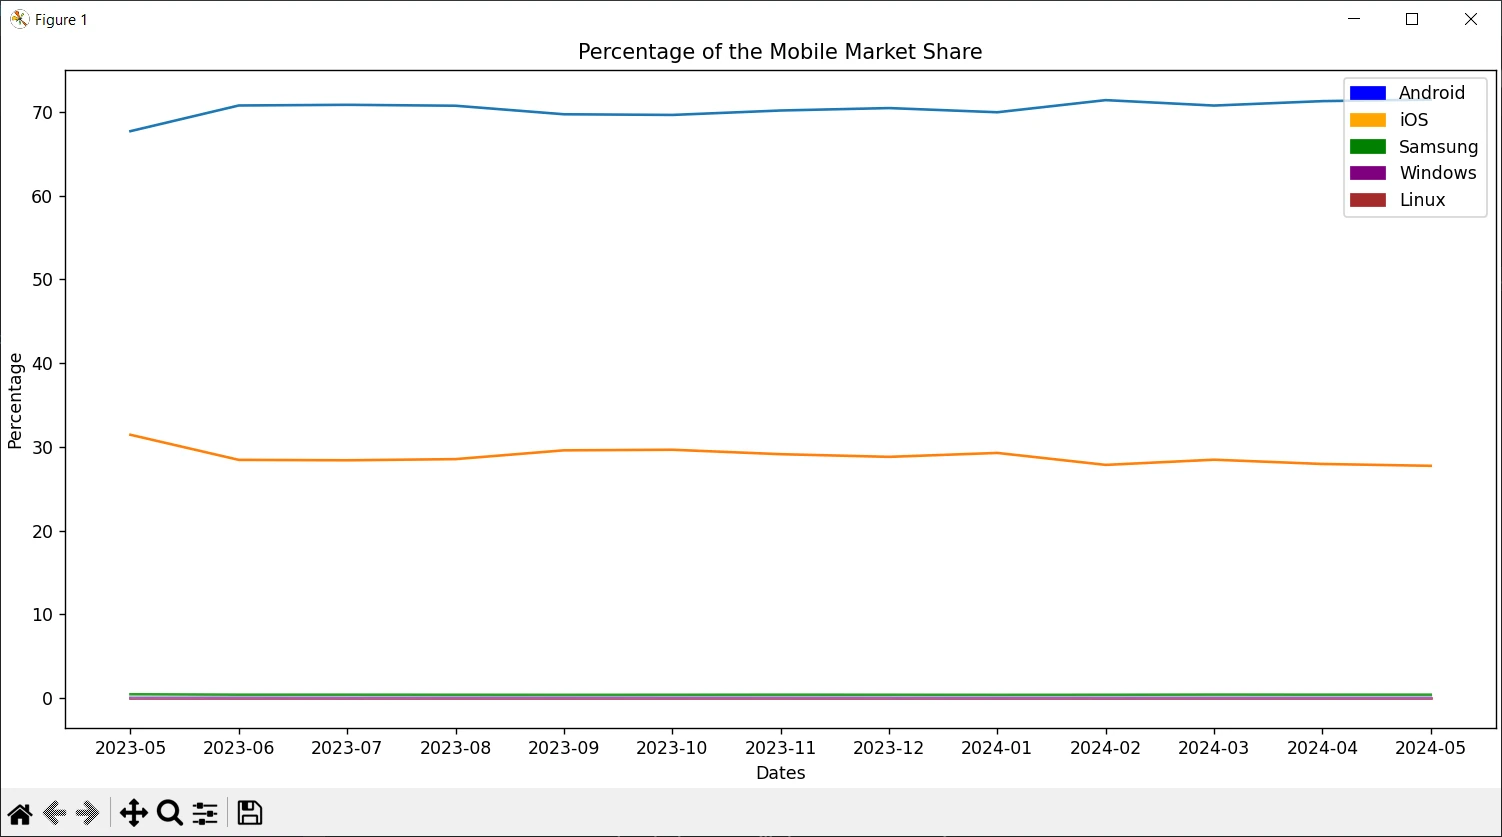 Figure 1
Percentage of the Mobile Market Share
Android
iOS
Samsung
Windows
Linux
70
60
50
40
30
20
10
0
Percentage
2023-05 2023-06 2023-07 2023-08 2023-09 2023-10 2023-11 2023-12 2024-01 2024-02 2024-03 2024-04 2024-05
Dates